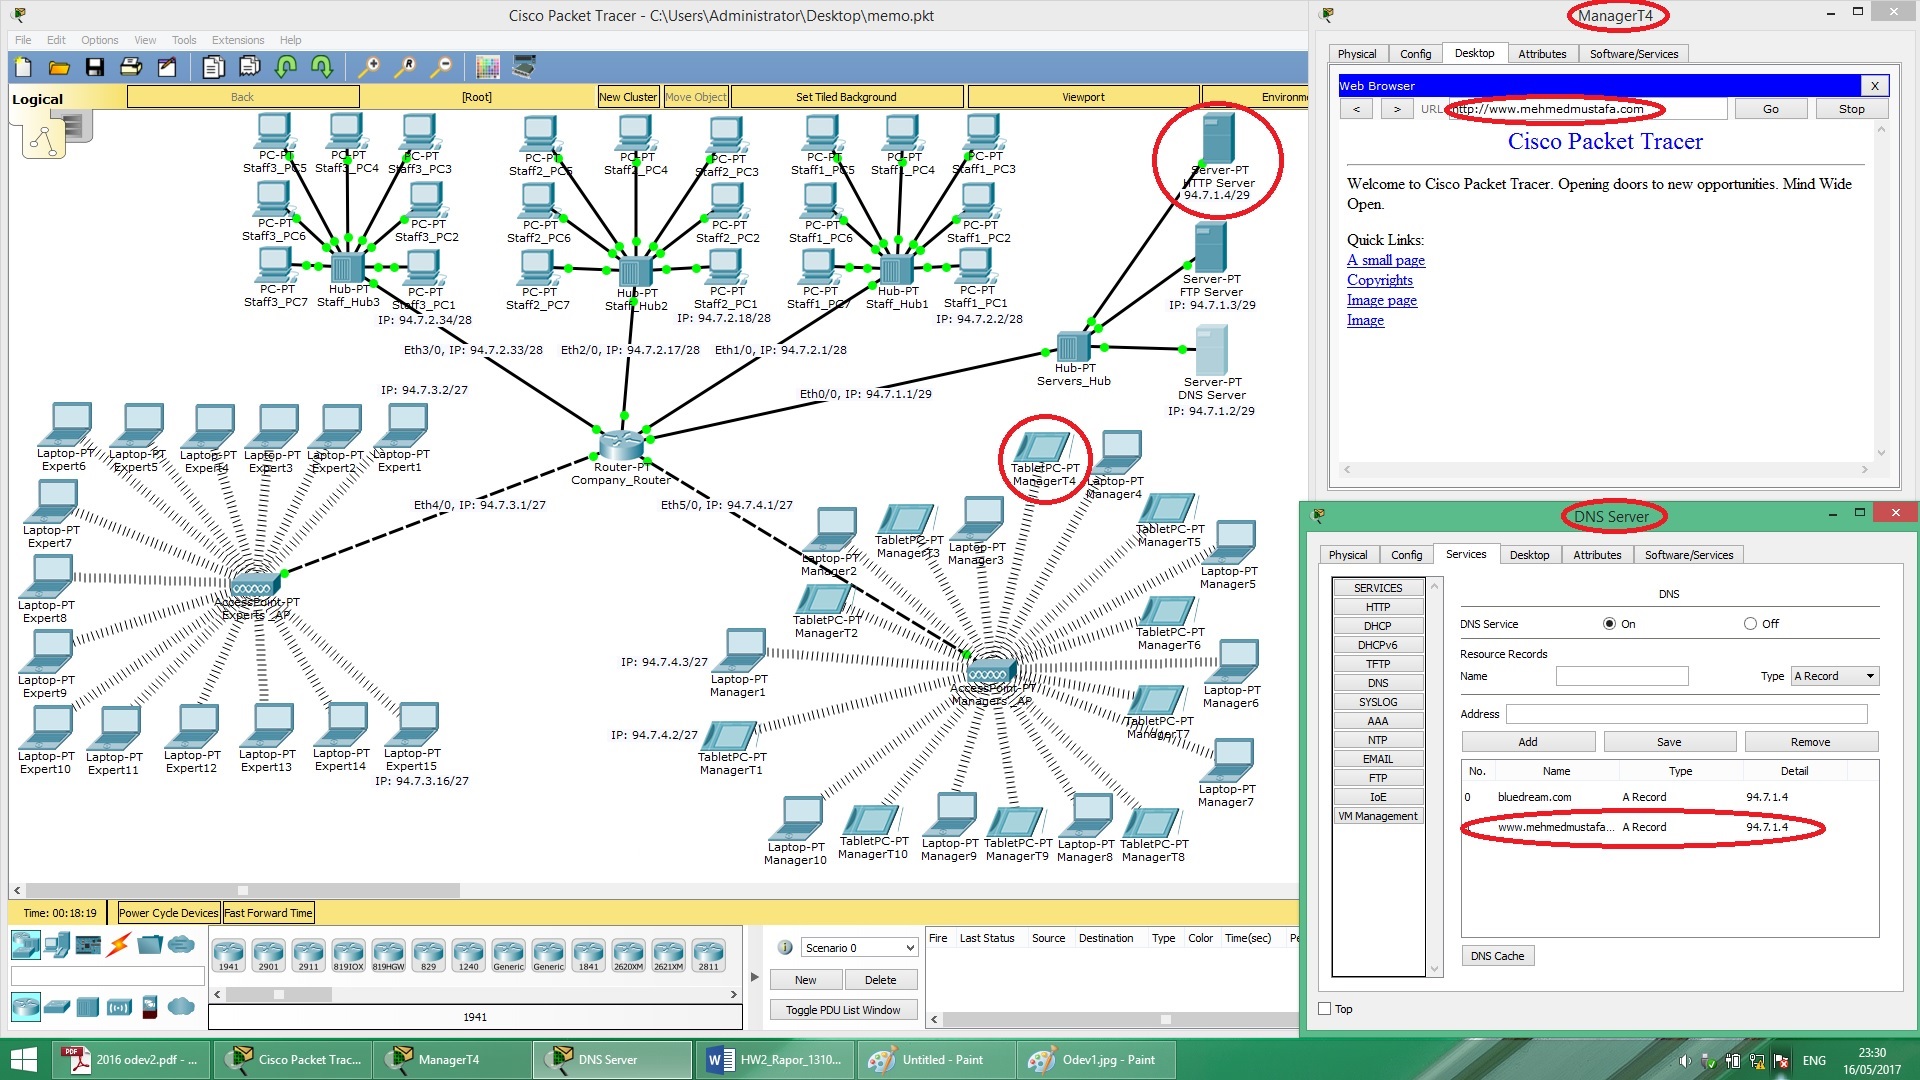 Cisco Packet Tracer - C:\Users\Administrator\Desktop\memo.pkt
File Edit Options View Tools Extensions Help
Logical
Back
[Root]
New Cluster
Move Object
Set Tiled Background
Viewport
PC-PT
Staff3_PC5
PC-PT
Staff3_PC4
PC-PT
Staff3_PC3
PC-PT
Staff2_PC5
PC-PT
Staff2_PC4
PC-PT
Staff2_PC3
PC-PT
Staff1_PC5
PC-PT
Staff1_PC4
PC-PT
Staff1_PC3
PC-PT
Staff3_PC6
PC-PT
Staff3_PC2
PC-PT
Staff2_PC6
PC-PT
Staff2_PC2
PC-PT
Staff1_PC6
PC-PT
Staff1_PC2
PC-PT
Staff3_PC7
Hub-PT
Staff_Hub3
PC-PT
Staff3_PC1
IP: 94.7.2.34/28
PC-PT
Staff2_PC7
Hub-PT
Staff_Hub2
PC-PT
Staff2_PC1
IP: 94.7.2.18/28
PC-PT
Staff1_PC7
Hub-PT
Staff_Hub1
PC-PT
Staff1_PC1
IP: 94.7.2.2/28
Server-PT
HTTP Server
94.7.1.4/29
Server-PT
FTP Server
IP: 94.7.1.3/29
Server-PT
DNS Server
IP: 94.7.1.2/29
Hub-PT
Servers_Hub
Eth3/0, IP: 94.7.2.33/28
Eth2/0, IP: 94.7.2.17/28
Eth1/0, IP: 94.7.2.1/28
Eth0/0, IP: 94.7.1.1/29
IP: 94.7.3.2/27
Router-PT
Company_Router
Eth4/0, IP: 94.7.3.1/27
Eth5/0, IP: 94.7.4.1/27
Laptop-PT
Expert6
Laptop-PT
Expert5
Laptop-PT
Expert4
Laptop-PT
Expert3
Laptop-PT
Expert2
Laptop-PT
Expert1
Laptop-PT
Expert7
Laptop-PT
Expert8
Laptop-PT
Expert9
Laptop-PT
Expert10
Laptop-PT
Expert11
Laptop-PT
Expert12
Laptop-PT
Expert13
Laptop-PT
Expert14
Laptop-PT
Expert15
IP: 94.7.3.16/27
AccessPoint-PT
Experts_AP
TabletPC-PT
ManagerT4
Laptop-PT
Manager4
Laptop-PT
Manager2
TabletPC-PT
ManagerT3
Laptop-PT
Manager3
TabletPC-PT
ManagerT5
Laptop-PT
Manager5
TabletPC-PT
ManagerT2
TabletPC-PT
ManagerT6
IP: 94.7.4.3/27
Laptop-PT
Manager1
AccessPoint-PT
Managers_AP
Laptop-PT
Manager6
IP: 94.7.4.2/27
TabletPC-PT
ManagerT1
TabletPC-PT
ManagerT7
Laptop-PT
Manager7
Laptop-PT
Manager10
TabletPC-PT
ManagerT10
Laptop-PT
Manager9
TabletPC-PT
ManagerT9
Laptop-PT
Manager8
TabletPC-PT
ManagerT8
Time: 00:18:19
Power Cycle Devices
Fast Forward Time
1941 2901 2911 819IOX 819HGW 829 1240 Generic Generic 1841 2620XM 2621XM 2811
1941
Scenario 0
New
Delete
Toggle PDU List Window
Fire Last Status Source Destination Type Color Time(sec)
ManagerT4
Physical Config Desktop Attributes Software/Services
Web Browser
X
< > URL http://www.mehmedmustafa.com Go Stop
Cisco Packet Tracer
Welcome to Cisco Packet Tracer. Opening doors to new opportunities. Mind Wide
Open.
Quick Links:
A small page
Copyrights
Image page
Image
DNS Server
Physical Config Services Desktop Attributes Software/Services
SERVICES
HTTP
DHCP
DHCPv6
TFTP
DNS
SYSLOG
AAA
NTP
EMAIL
FTP
IoE
VM Management
DNS
DNS Service On Off
Resource Records
Name Type A Record
Address
Add Save Remove
No. Name Type Detail
0 bluedream.com A Record 94.7.1.4
www.mehmedmustafa... A Record 94.7.1.4
DNS Cache
Top
2016 odev2.pdf - ...
Cisco Packet Trac...
ManagerT4
DNS Server
HW2_Rapor_1310...
Untitled - Paint
Odev1.jpg - Paint
ENG
23:30
16/05/2017